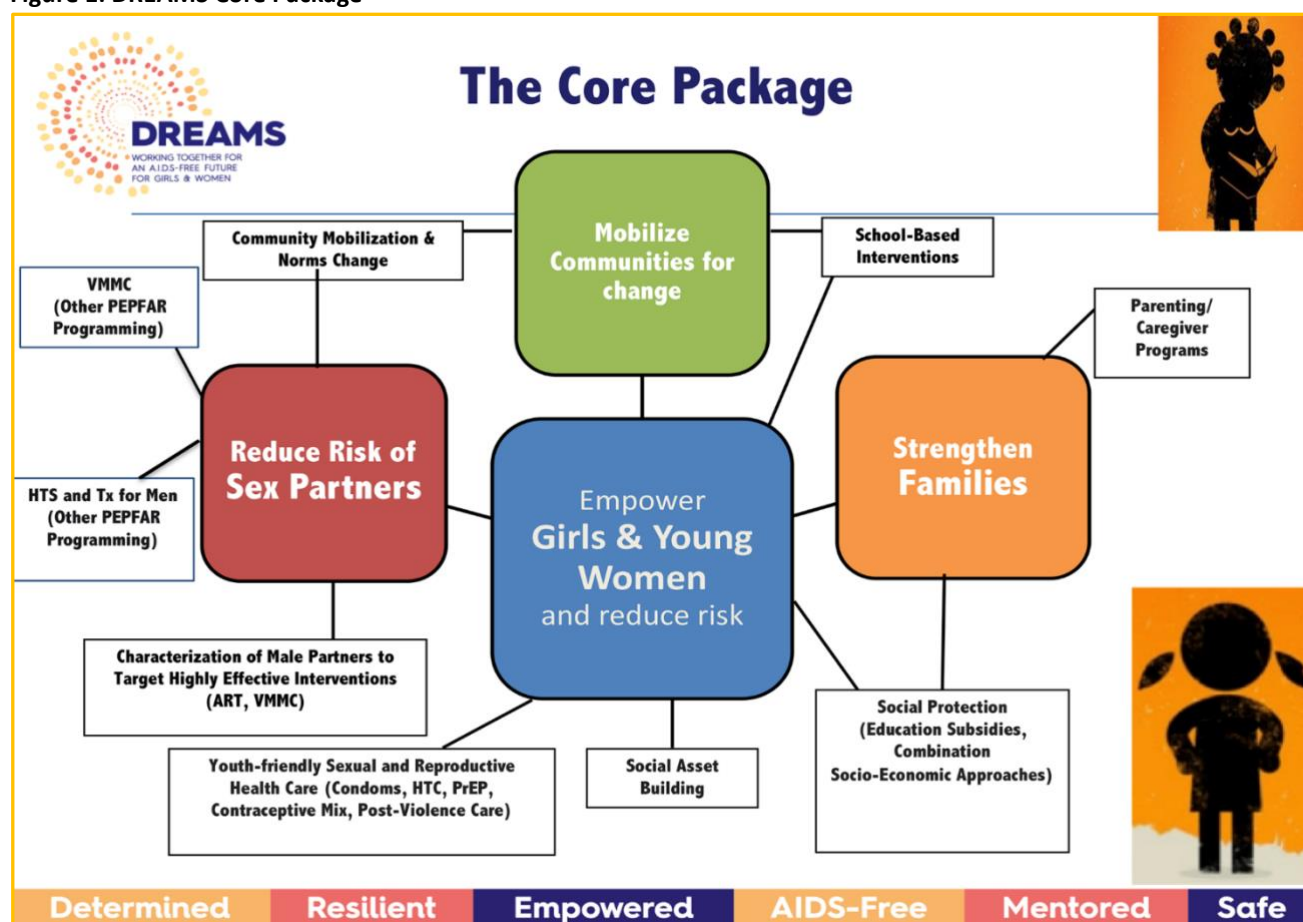 The Core Package
DREAMS
WORKING TOGETHER FOR
AN A.I.D.S-FREE FUTURE
FOR GIRLS & WOMEN
Mobilize
Communities for
change
Community Mobilization &
Norms Change
School-Based
Interventions
VMMC
(Other PEPFAR
Programming)
Parenting/
Caregiver
Programs
Reduce Risk of
Sex Partners
Strengthen
Families
HTS and Tx for Men
(Other PEPFAR
Programming)
Empower
Girls & Young
Women
and reduce risk
Characterization of Male Partners to
Target Highly Effective Interventions
(ART, VMMC)
Youth-friendly Sexual and Reproductive
Health Care (Condoms, HTC, PrEP,
Contraceptive Mix, Post-Violence Care)
Social Asset
Building
Social Protection
(Education Subsidies,
Combination
Socio-Economic Approaches)
Determined Resilient Empowered AIDS-Free Mentored Safe